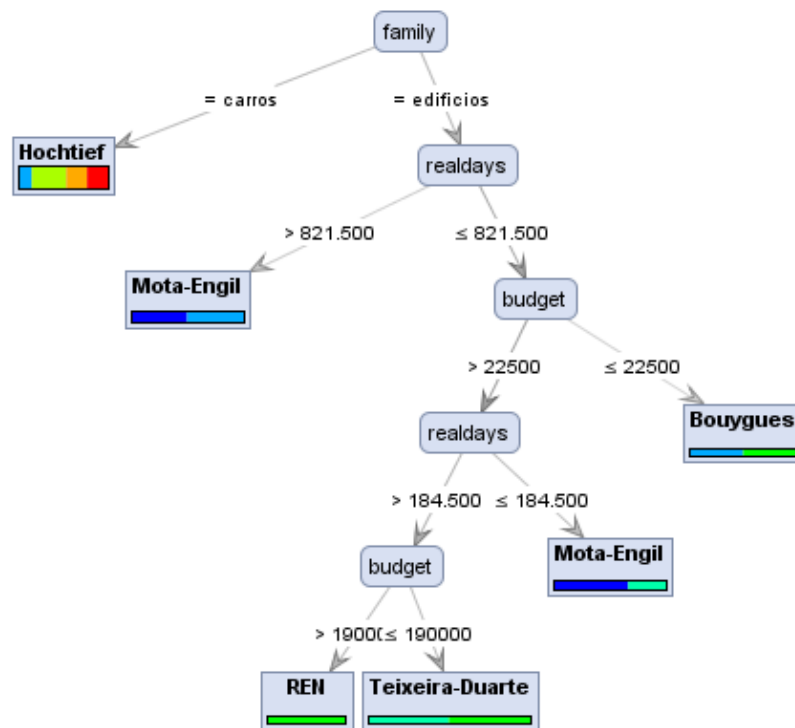 family
= carros
= edificios
Hochtief
realdays
> 821.500
≤ 821.500
Mota-Engil
budget
> 22500
≤ 22500
realdays
Bouygues
> 184.500
≤ 184.500
budget
Mota-Engil
≤ 190000
REN
Teixeira-Duarte